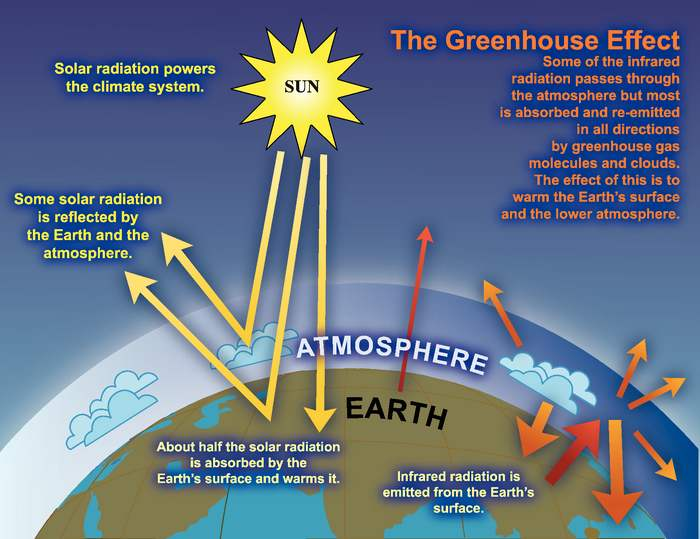 The Greenhouse Effect
Some of the infrared
radiation passes through
the atmosphere but most
is absorbed and re-emitted
in all directions
by greenhouse gas
molecules and clouds.
The effect of this is to
warm the Earth's surface
and the lower atmosphere.
Solar radiation powers
the climate system.
SUN
Some solar radiation
is reflected by
the Earth and the
atmosphere.
ATMOSPHERE
EARTH
About half the solar radiation
is absorbed by the
Earth's surface and warms it.
Infrared radiation is
emitted from the Earth's
surface.